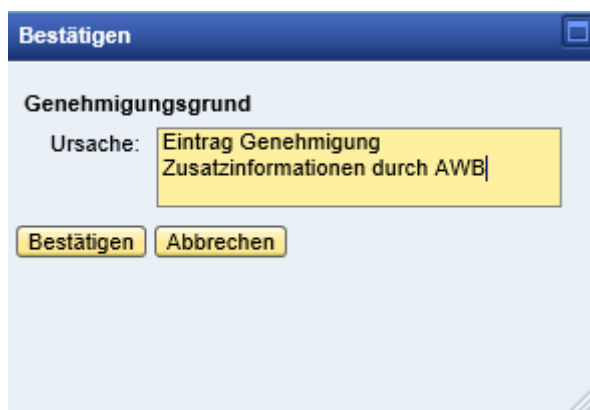 Bestätigen
Genehmigungsgrund
Ursache: Eintrag Genehmigung
Zusatzinformationen durch AWB
Bestätigen Abbrechen